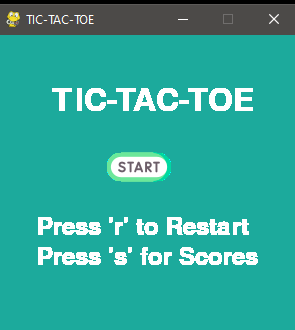 TIC-TAC-TOE
TIC-TAC-TOE
START
Press 'r' to Restart
Press 's' for Scores